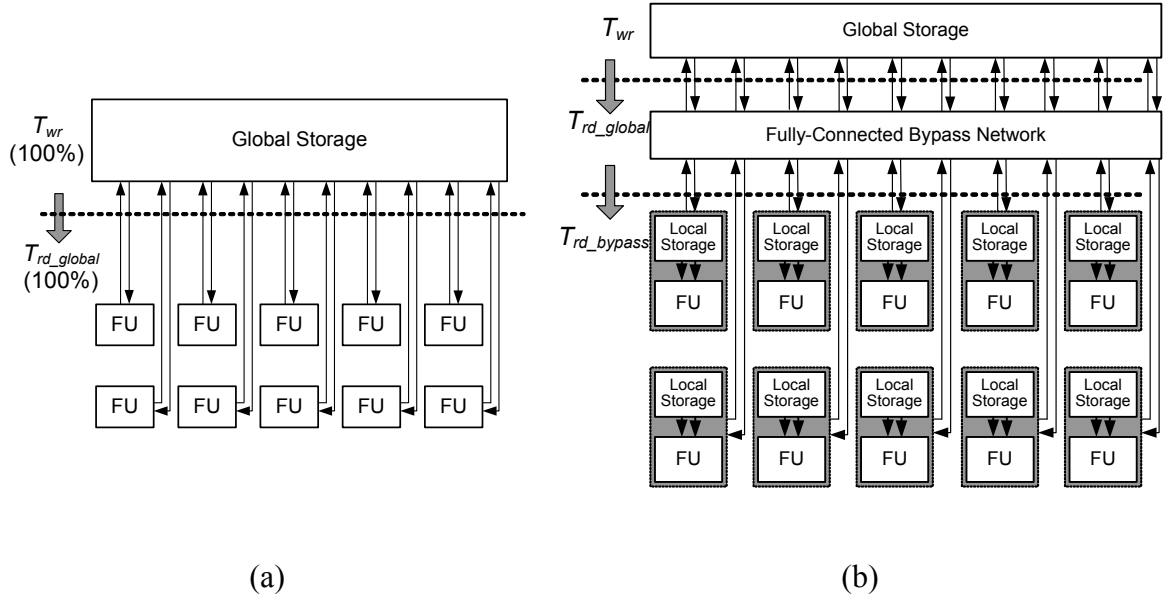 T_wr
(100%)
Global Storage
T_rd_global
(100%)
FU FU FU FU FU
FU FU FU FU FU
(a)
T_wr
Global Storage
T_rd_global
Fully-Connected Bypass Network
T_rd_bypass
Local Local Local Local Local
Storage Storage Storage Storage Storage
FU FU FU FU FU
Local Local Local Local Local
Storage Storage Storage Storage Storage
FU FU FU FU FU
(b)